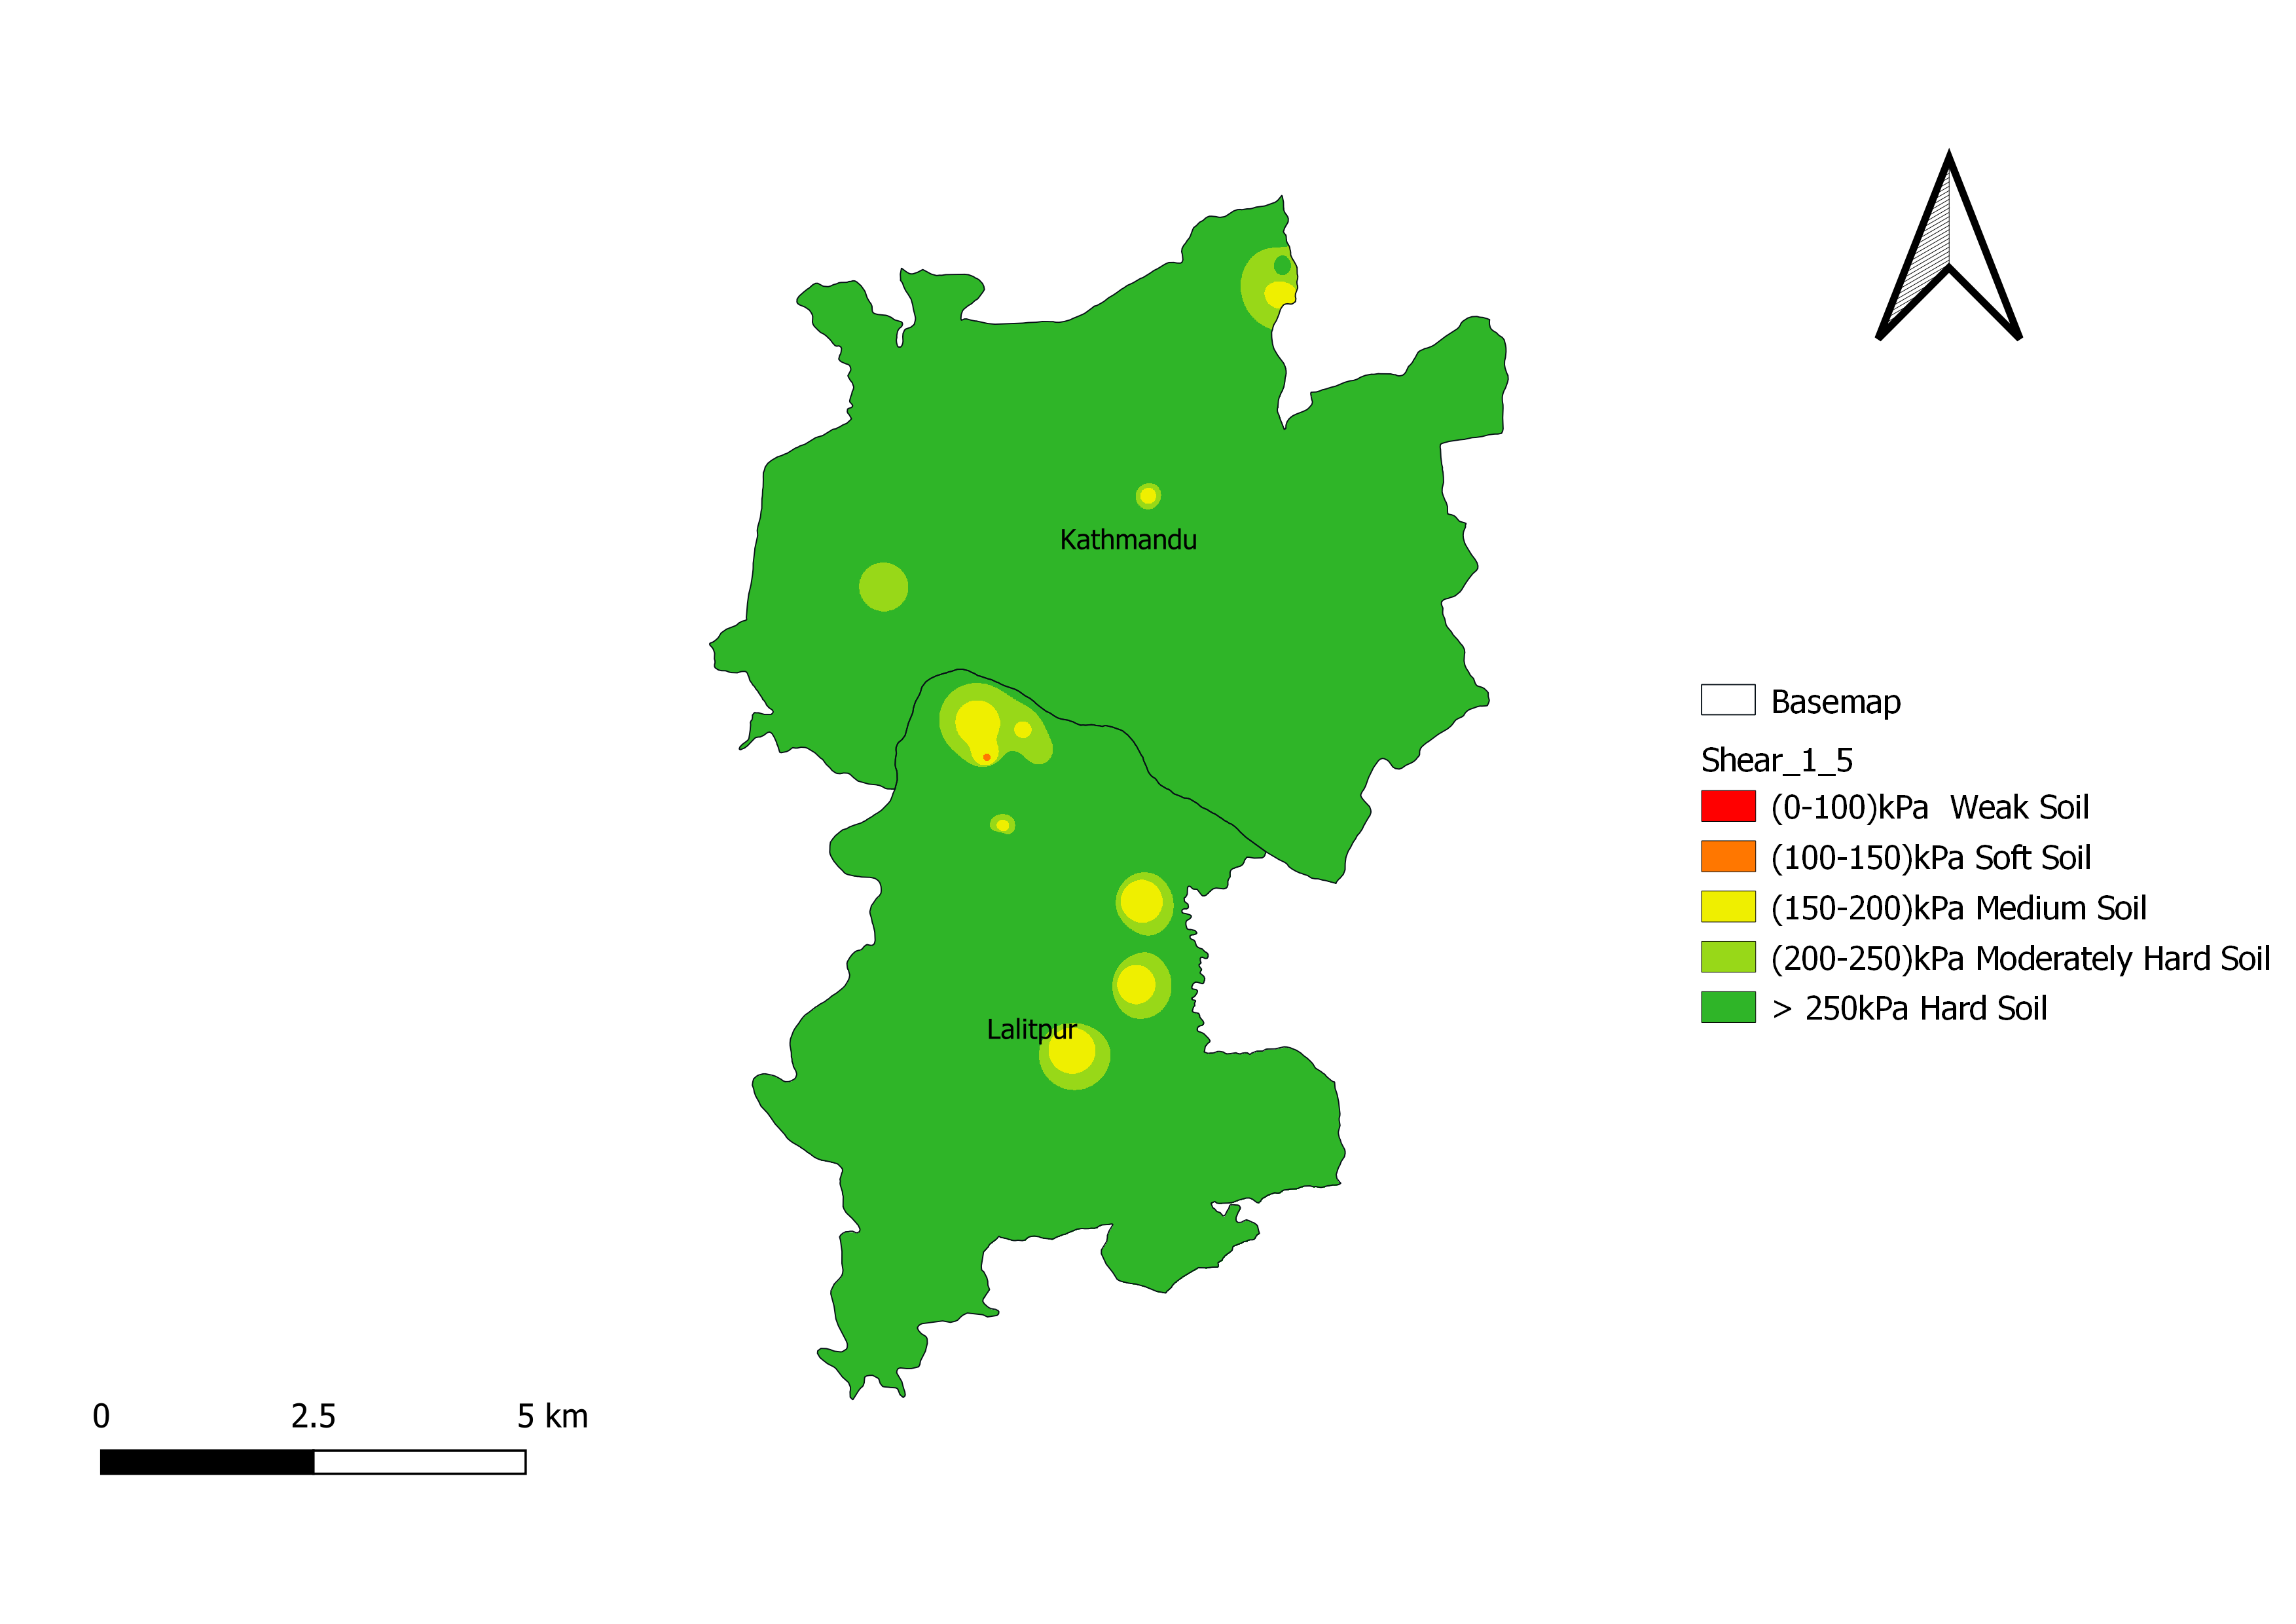 Kathmandu
Lalitpur
Basemap
Shear_1_5
(0-100)kPa  Weak Soil
(100-150)kPa Soft Soil
(150-200)kPa Medium Soil
(200-250)kPa Moderately Hard Soil
> 250kPa Hard Soil
0 2.5 5 km